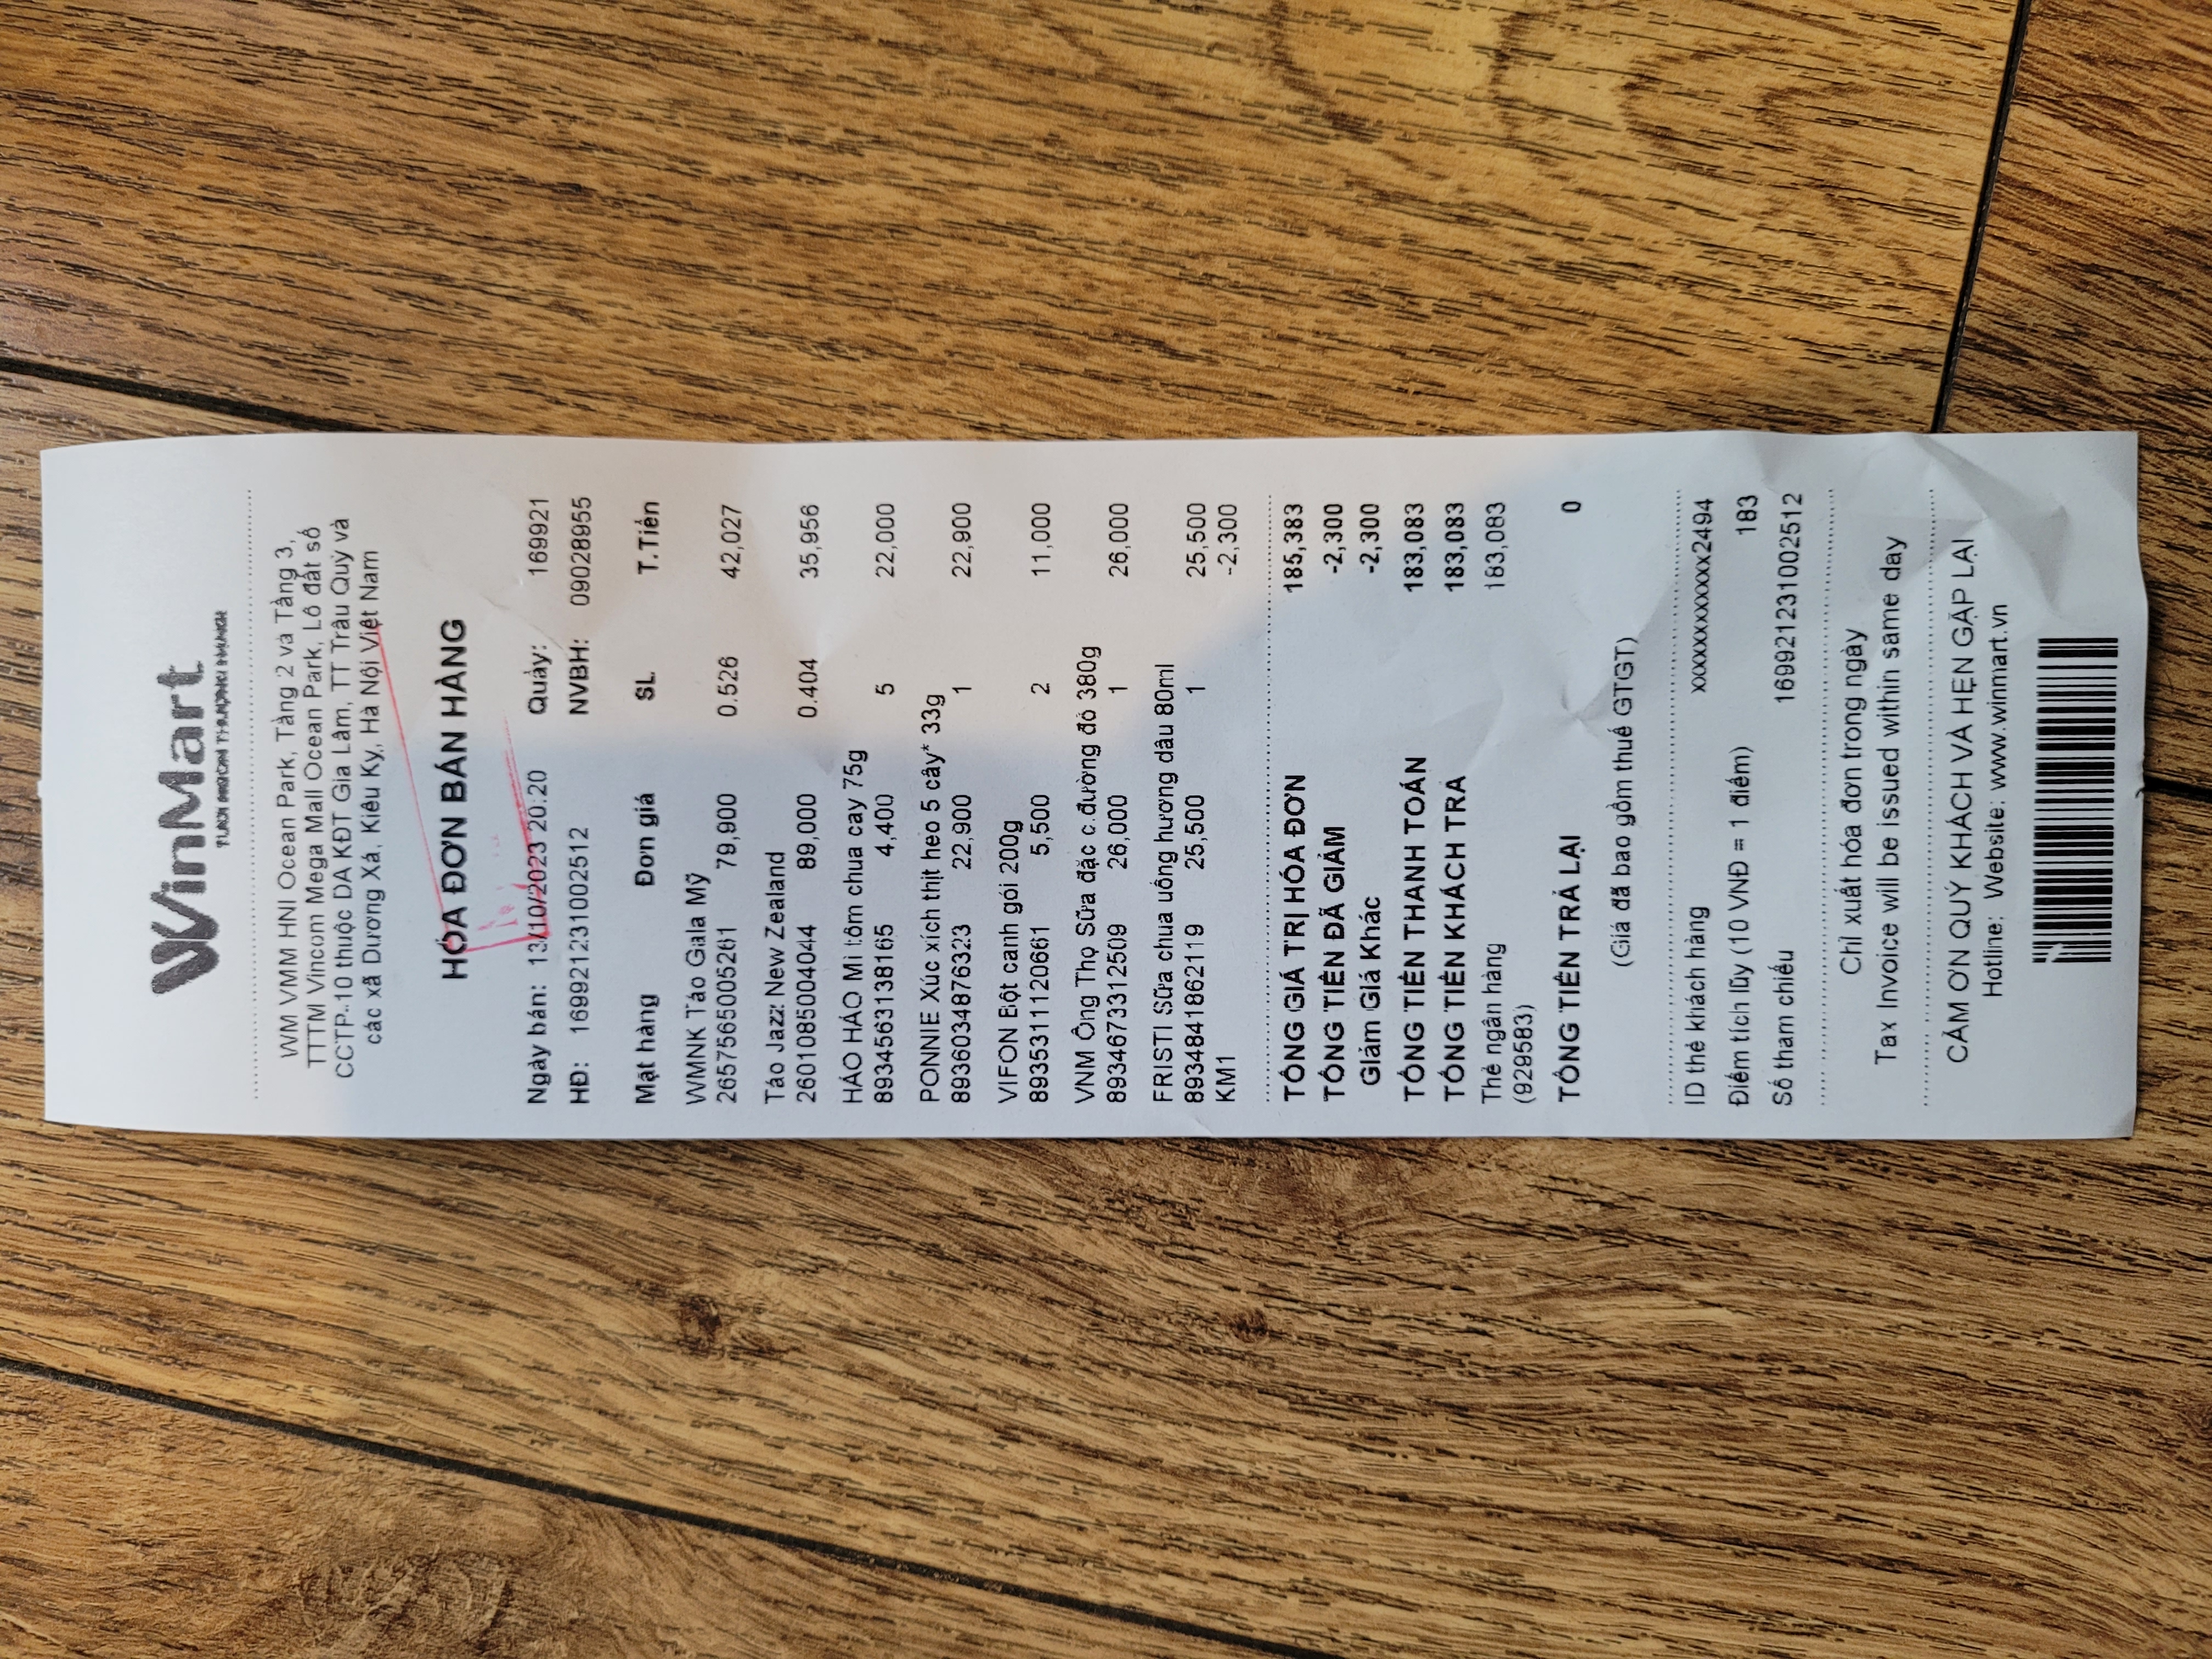 WinMart
TƯƠI NGON THƯỢNG HẠNG
WM VMM HNI Ocean Park, Tầng 2 và Tầng 3,
TTTM Vincom Mega Mall Ocean Park, Lô đất số
CCTP-10 thuộc DA KĐT Gia Lâm, TT Trâu Quỳ và
các xã Dương Xá, Kiêu Kỵ, Hà Nội Việt Nam
HÓA ĐƠN BÁN HÀNG
Ngày bán: 13/10/2023 20:20 Quầy: 169921
HĐ: 169921231002512 NVBH: 09028955
Mặt hàng Đơn giá SL T.Tiền
WMNK Táo Gala Mỹ
2657565005261 79,900 0.526 42,027
Táo Jazz New Zealand
2601085004044 89,000 0.404 35,956
HẢO HẢO Mì tôm chua cay 75g
8934563138165 4,400 5 22,000
PONNIE Xúc xích thịt heo 5 cây* 33g
8936034876323 22,900 1 22,900
VIFON Bột canh gói 200g
8935311120661 5,500 2 11,000
VNM Ông Thọ Sữa đặc c.đường đỏ 380g
8934673312509 26,000 1 26,000
FRISTI Sữa chua uống hương dâu 80ml
8934841862119 25,500 1 25,500
KM1 -2,300
TỔNG GIÁ TRỊ HÓA ĐƠN 185,383
TỔNG TIỀN ĐÃ GIẢM -2,300
Giảm Giá Khác -2,300
TỔNG TIỀN THANH TOÁN 183,083
TỔNG TIỀN KHÁCH TRẢ 183,083
Thẻ ngân hàng 183,083
(929583)
TỔNG TIỀN TRẢ LẠI 0
(Giá đã bao gồm thuế GTGT)
ID thẻ khách hàng xxxxxxxxxxxx2494
Điểm tích lũy (10 VNĐ = 1 điểm) 183
Số tham chiếu 169921231002512
Chỉ xuất hóa đơn trong ngày
Tax Invoice will be issued within same day
CẢM ƠN QUÝ KHÁCH VÀ HẸN GẶP LẠI
Hotline: Website: www.winmart.vn